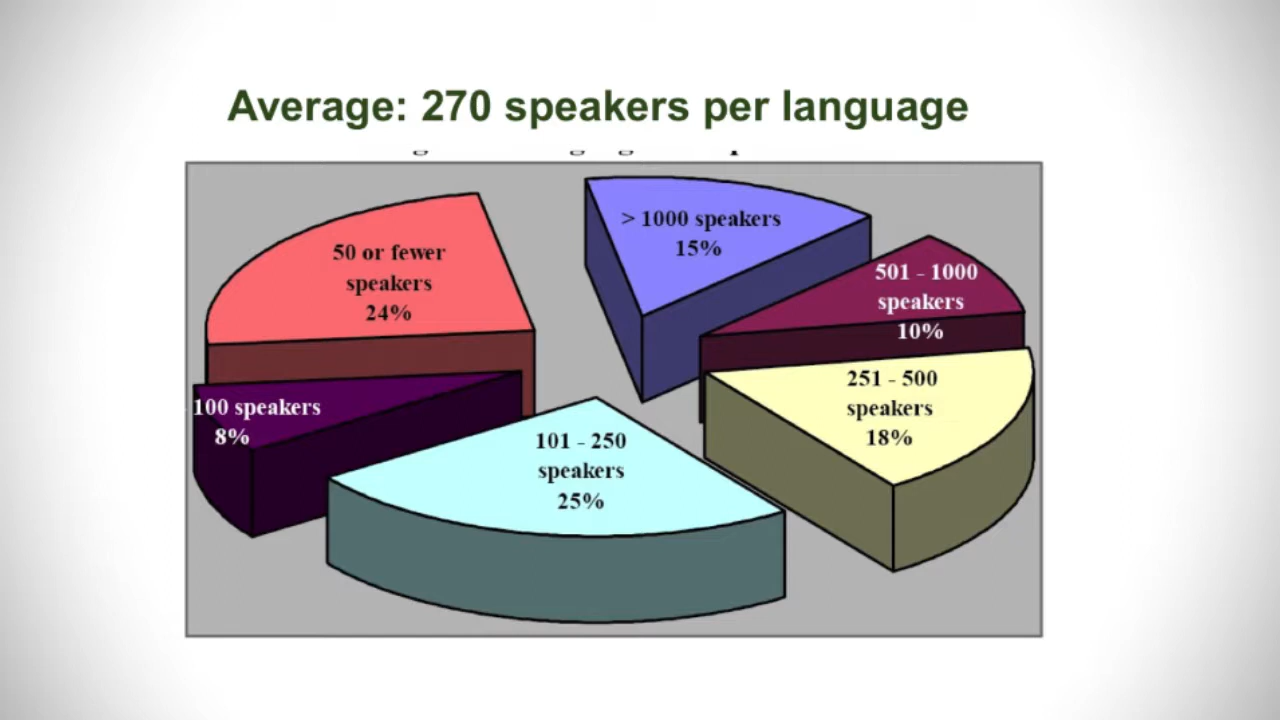 Average: 270 speakers per language
> 1000 speakers
15%
501 - 1000
speakers
10%
251 - 500
speakers
18%
101 - 250
speakers
25%
100 speakers
8%
50 or fewer
speakers
24%